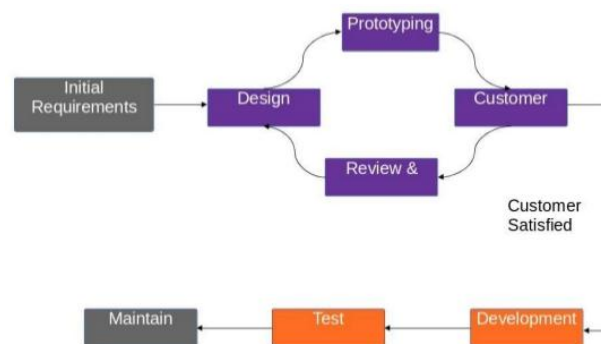 Prototyping
Initial
Requirements
Design
Customer
Review &
Customer
Satisfied
Maintain
Test
Development